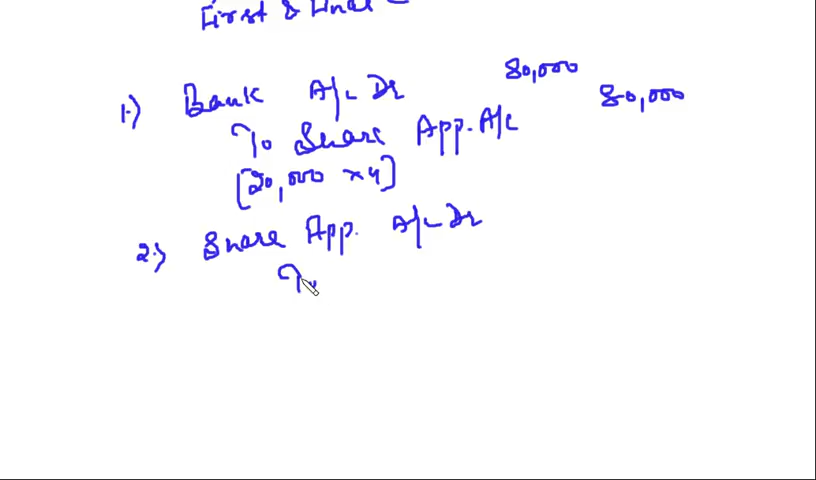 First & Final
1.) Bank A/c Dr 80,000
To Share App. A/c 80,000
[20,000 x 4]
2.) Share App. A/c Dr
To